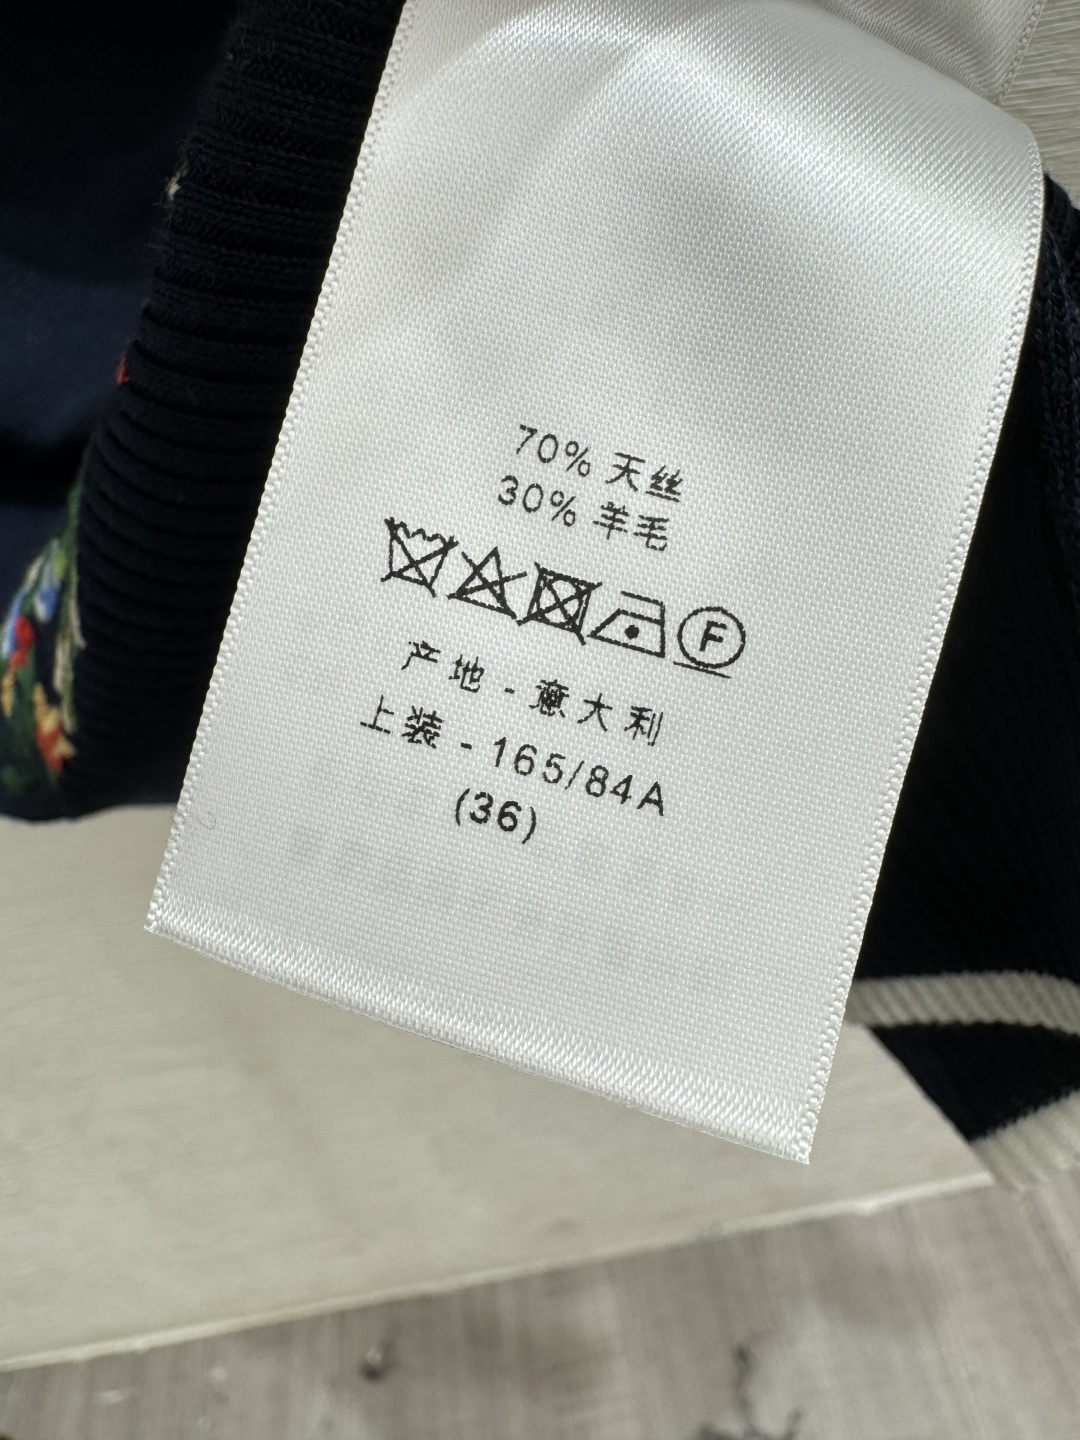 70% 天丝
30% 羊毛
F
产地 - 意大利
上装 - 165/84A
(36)